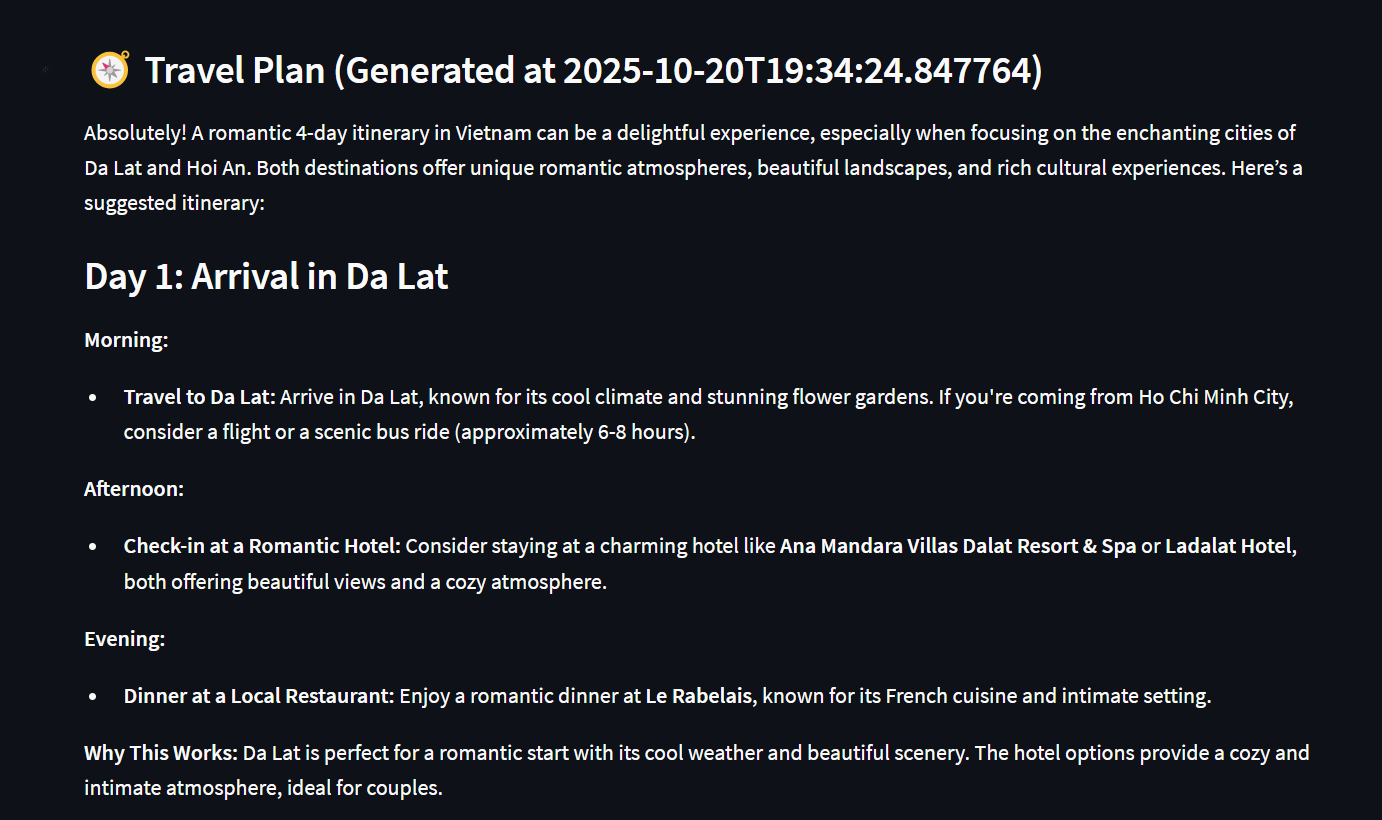 Travel Plan (Generated at 2025-10-20T19:34:24.847764)
Absolutely! A romantic 4-day itinerary in Vietnam can be a delightful experience, especially when focusing on the enchanting cities of
Da Lat and Hoi An. Both destinations offer unique romantic atmospheres, beautiful landscapes, and rich cultural experiences. Here’s a
suggested itinerary:
Day 1: Arrival in Da Lat
Morning:
• Travel to Da Lat: Arrive in Da Lat, known for its cool climate and stunning flower gardens. If you're coming from Ho Chi Minh City,
consider a flight or a scenic bus ride (approximately 6-8 hours).
Afternoon:
• Check-in at a Romantic Hotel: Consider staying at a charming hotel like Ana Mandara Villas Dalat Resort & Spa or Ladalat Hotel,
both offering beautiful views and a cozy atmosphere.
Evening:
• Dinner at a Local Restaurant: Enjoy a romantic dinner at Le Rabelais, known for its French cuisine and intimate setting.
Why This Works: Da Lat is perfect for a romantic start with its cool weather and beautiful scenery. The hotel options provide a cozy and
intimate atmosphere, ideal for couples.